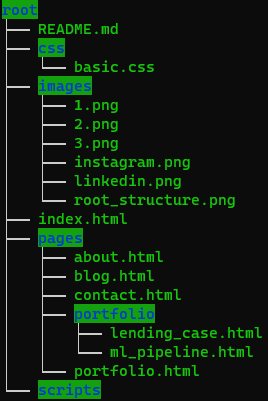 root
README.md
css
basic.css
images
1.png
2.png
3.png
instagram.png
linkedin.png
root_structure.png
index.html
pages
about.html
blog.html
contact.html
portfolio
lending_case.html
ml_pipeline.html
portfolio.html
scripts